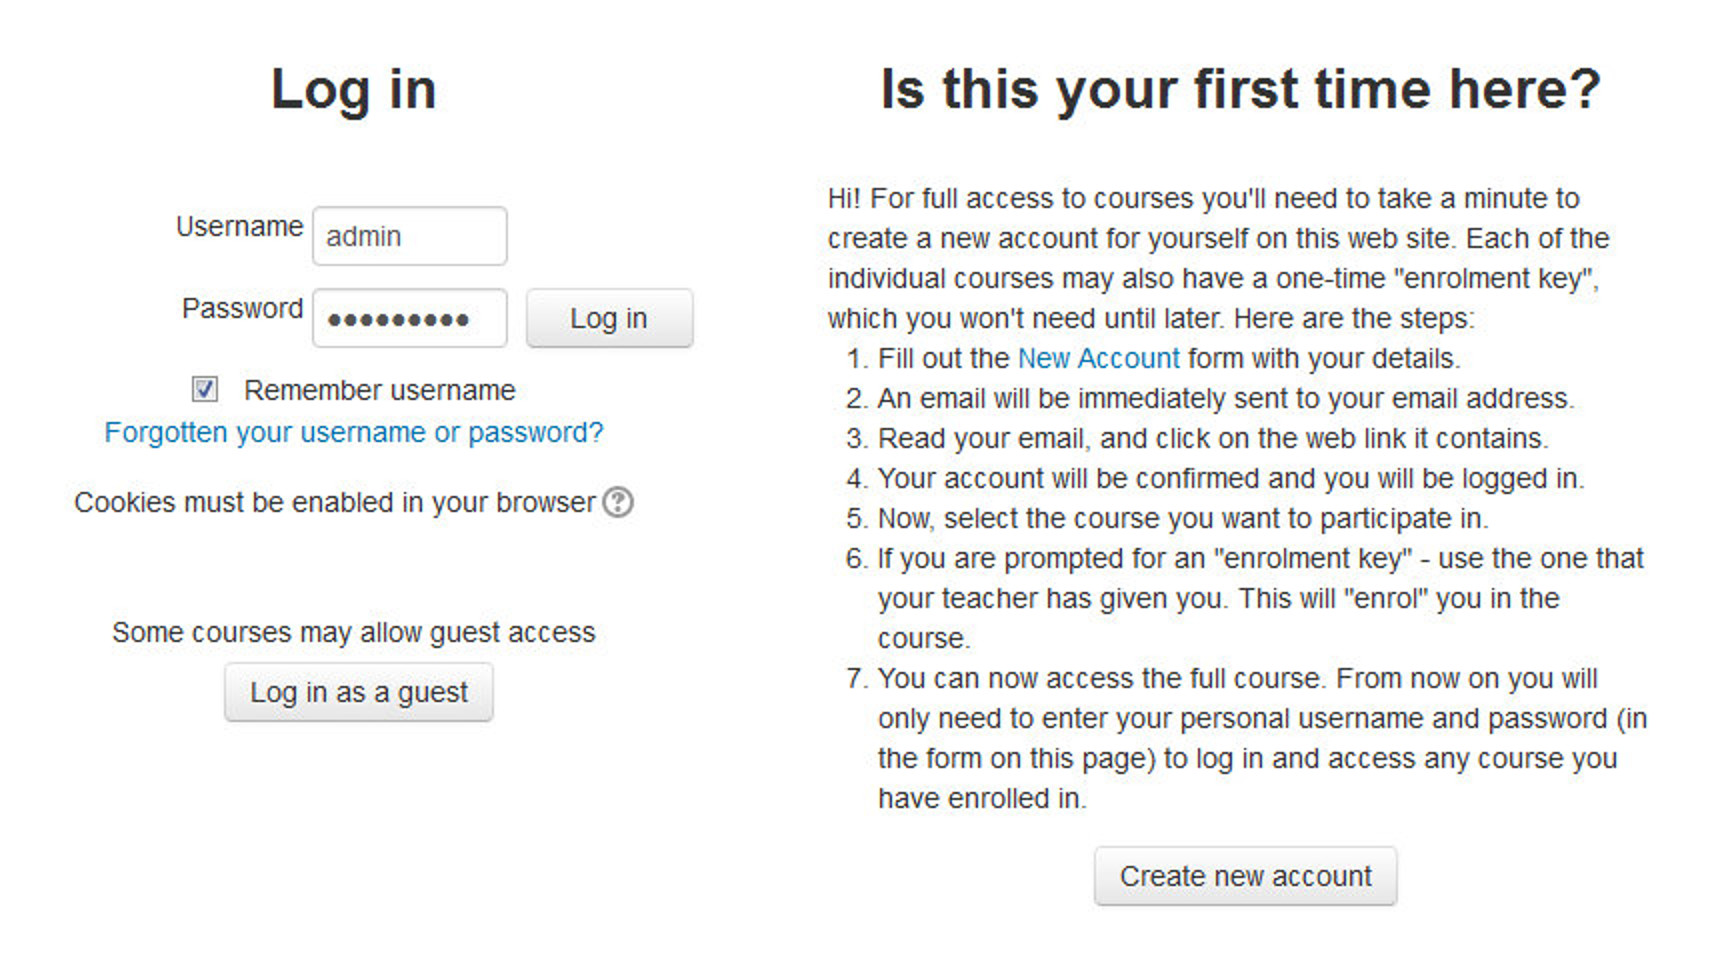 Log in
Username
admin
Password
●●●●●●●●●
Log in
Remember username
Forgotten your username or password?
Cookies must be enabled in your browser ?
Some courses may allow guest access
Log in as a guest
Is this your first time here?
Hi! For full access to courses you'll need to take a minute to
create a new account for yourself on this web site. Each of the
individual courses may also have a one-time "enrolment key",
which you won't need until later. Here are the steps:
1. Fill out the New Account form with your details.
2. An email will be immediately sent to your email address.
3. Read your email, and click on the web link it contains.
4. Your account will be confirmed and you will be logged in.
5. Now, select the course you want to participate in.
6. If you are prompted for an "enrolment key" - use the one that
your teacher has given you. This will "enrol" you in the
course.
7. You can now access the full course. From now on you will
only need to enter your personal username and password (in
the form on this page) to log in and access any course you
have enrolled in.
Create new account